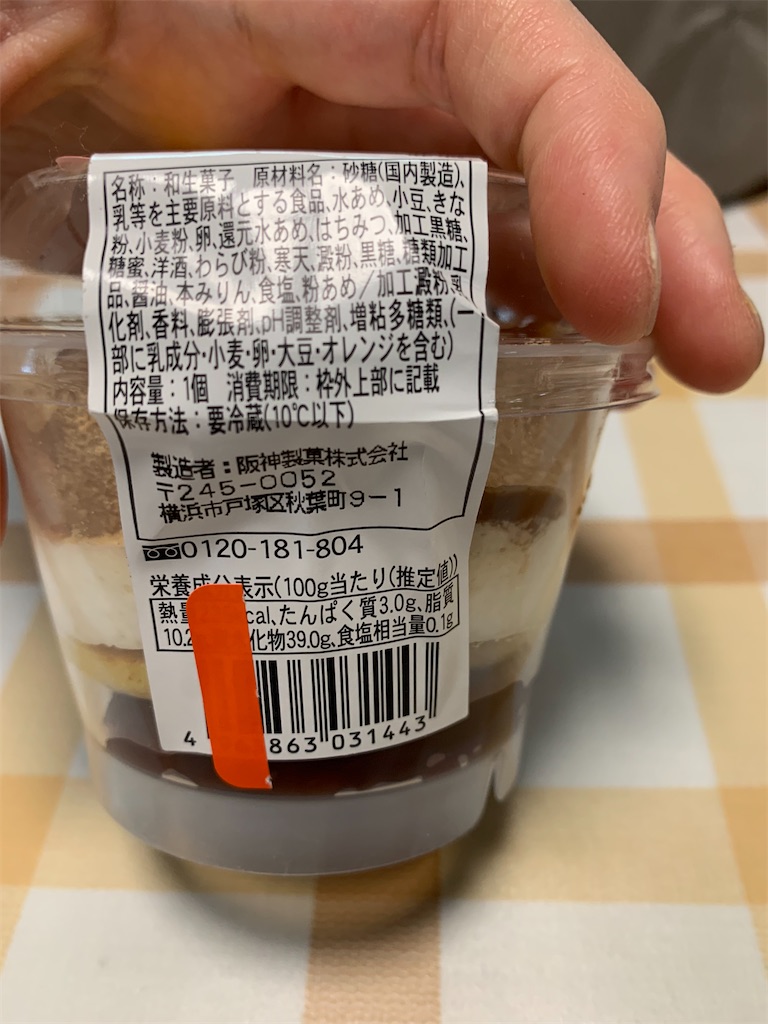 名称：和生菓子　原材料名：砂糖(国内製造)、
乳等を主要原料とする食品、水あめ、小豆、きな
粉、小麦粉、卵、還元水あめ、はちみつ、加工黒糖、
糖蜜、洋酒、わらび粉、寒天、澱粉、黒糖、糖類加工
品、醤油、本みりん、食塩、粉あめ／加工澱粉、乳
化剤、香料、膨張剤、pH調整剤、増粘多糖類、(一
部に乳成分・小麦・卵・大豆・オレンジを含む)
内容量：1個　消費期限：枠外上部に記載
保存方法：要冷蔵(10℃以下)
製造者：阪神製菓株式会社
〒245-0052
横浜市戸塚区秋葉町9-1
0120-181-804
栄養成分表示(100g当たり(推定値))
熱量 cal、たんぱく質3.0g、脂質
10.2 化物39.0g、食塩相当量0.1g
4 863 031443